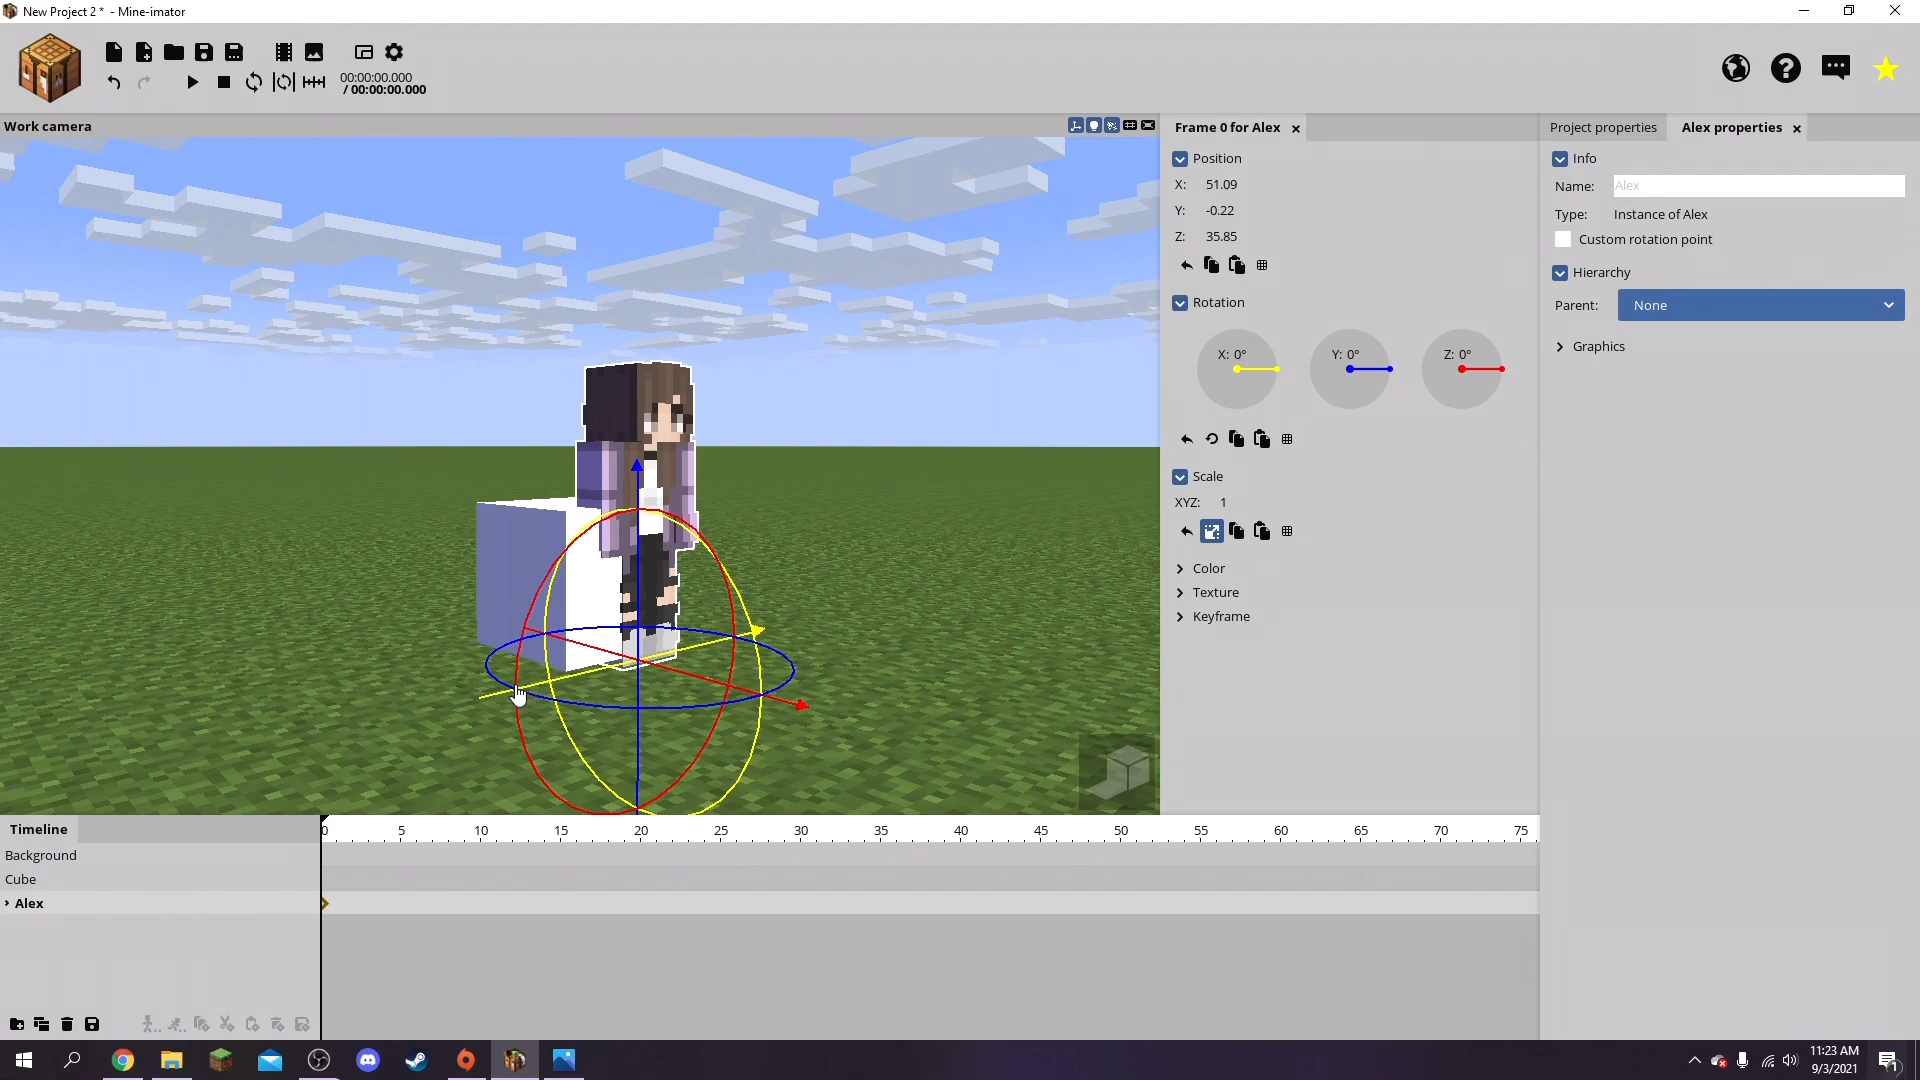 New Project 2 * - Mine-imator
00:00:00.000
/ 00:00:00.000
Work camera
Frame 0 for Alex
Position
X: 51.09
Y: -0.22
Z: 35.85
Rotation
X: 0° Y: 0° Z: 0°
Scale
XYZ: 1
Color
Texture
Keyframe
Project properties Alex properties
Info
Name: Alex
Type: Instance of Alex
Custom rotation point
Hierarchy
Parent: None
Graphics
Timeline
0 5 10 15 20 25 30 35 40 45 50 55 60 65 70 75
Background
Cube
Alex
11:23 AM
9/3/2021
1